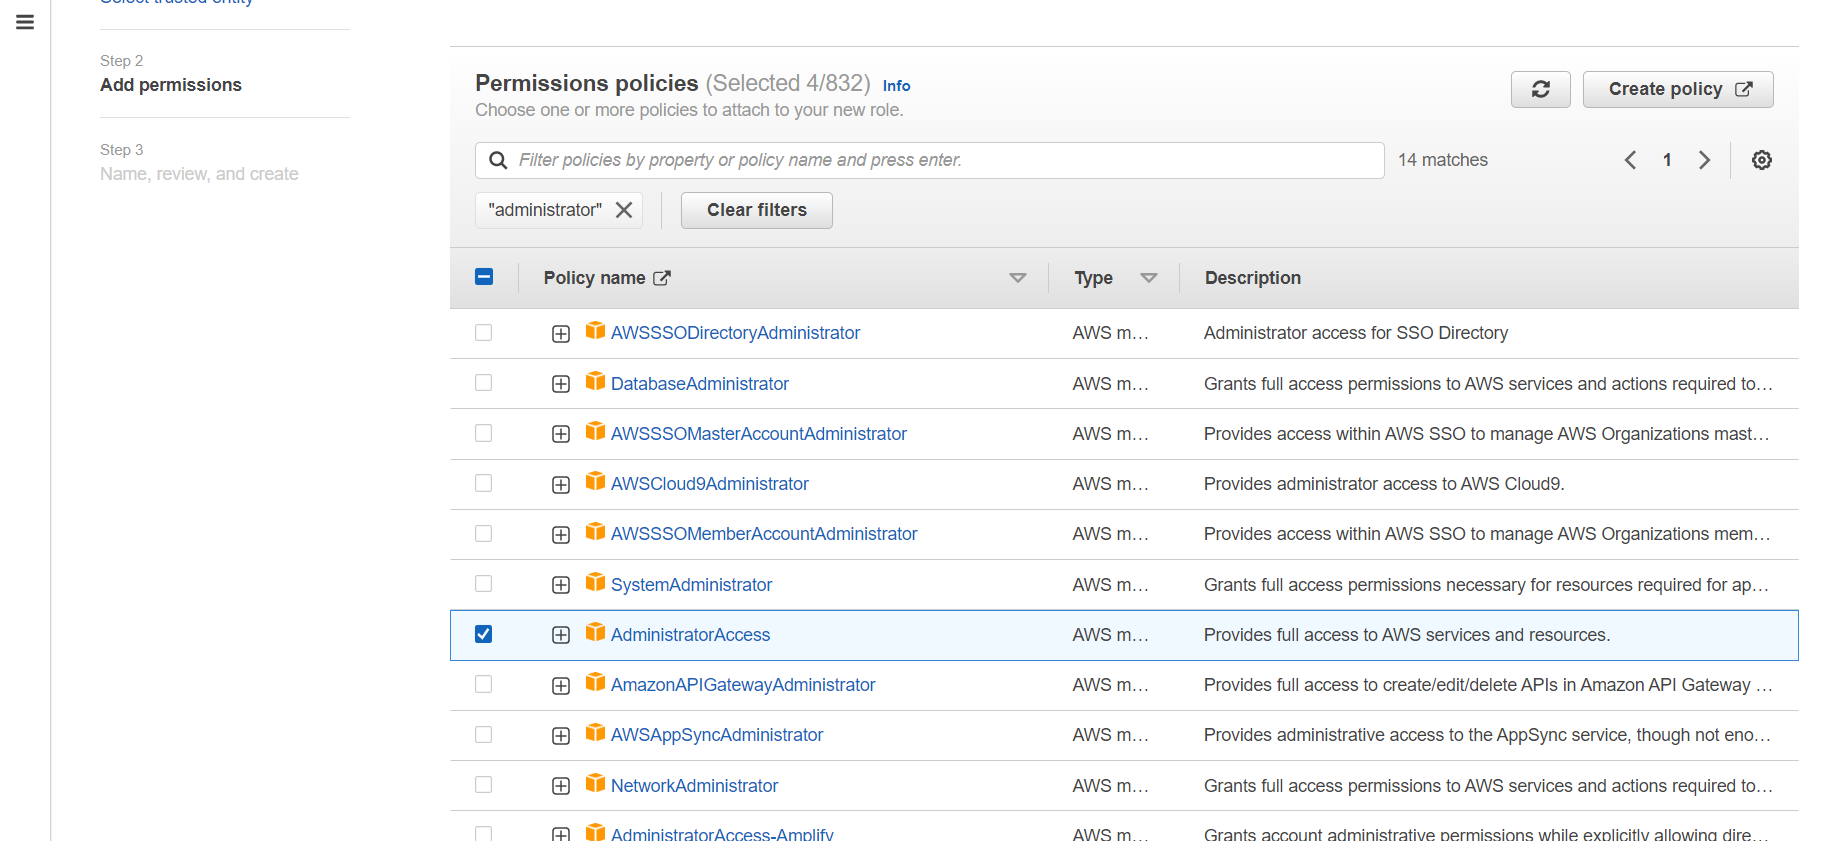 Select trusted entity
Step 2
Add permissions
Step 3
Name, review, and create
Permissions policies (Selected 4/832) Info
Choose one or more policies to attach to your new role.
Create policy
Filter policies by property or policy name and press enter.
14 matches
1
"administrator"
Clear filters
Policy name Type Description
AWSSSODirectoryAdministrator AWS m… Administrator access for SSO Directory
DatabaseAdministrator AWS m… Grants full access permissions to AWS services and actions required to…
AWSSSOMasterAccountAdministrator AWS m… Provides access within AWS SSO to manage AWS Organizations mast…
AWSCloud9Administrator AWS m… Provides administrator access to AWS Cloud9.
AWSSSOMemberAccountAdministrator AWS m… Provides access within AWS SSO to manage AWS Organizations mem…
SystemAdministrator AWS m… Grants full access permissions necessary for resources required for ap…
AdministratorAccess AWS m… Provides full access to AWS services and resources.
AmazonAPIGatewayAdministrator AWS m… Provides full access to create/edit/delete APIs in Amazon API Gateway …
AWSAppSyncAdministrator AWS m… Provides administrative access to the AppSync service, though not eno…
NetworkAdministrator AWS m… Grants full access permissions to AWS services and actions required to…
AdministratorAccess-Amplify AWS m… Grants account administrative permissions while explicitly allowing dire…